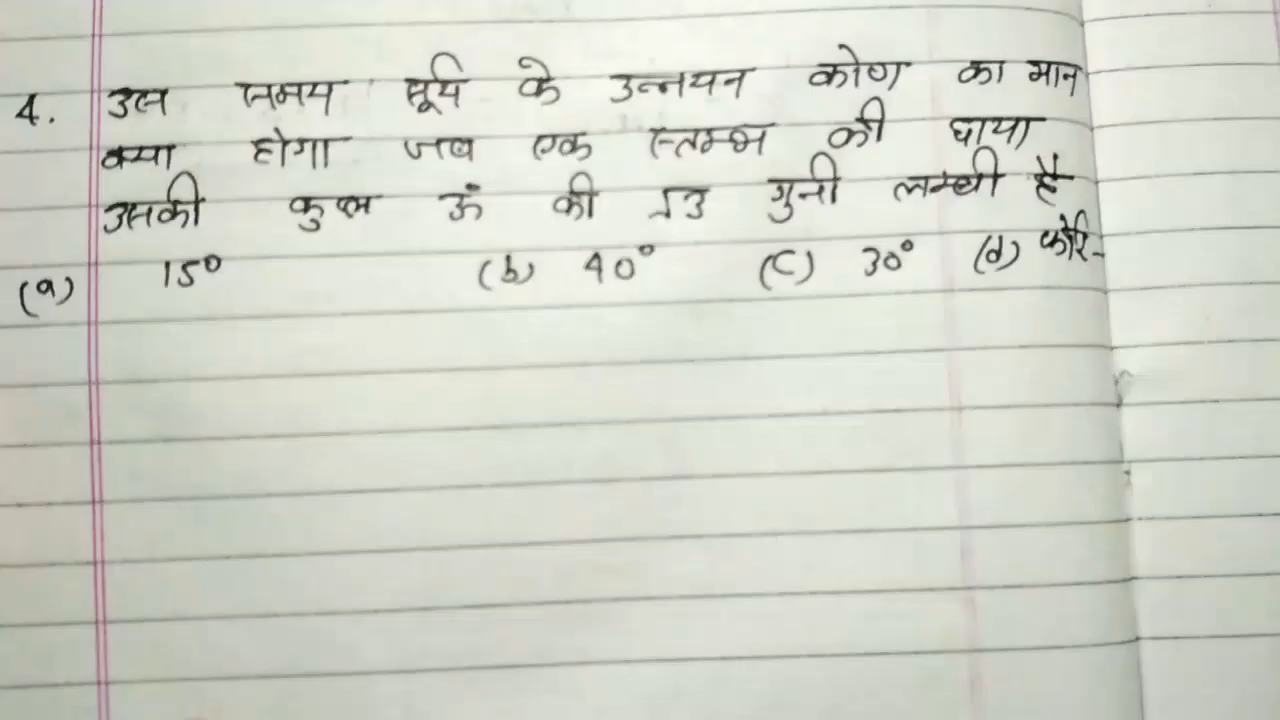 4. उस समय सूर्य के उन्नयन कोण का मान
क्या होगा जब एक स्तम्भ की छाया
उसकी कुल ऊँ की √3 गुनी लम्बी है
(a) 15° (b) 40° (c) 30° (d) कोई-